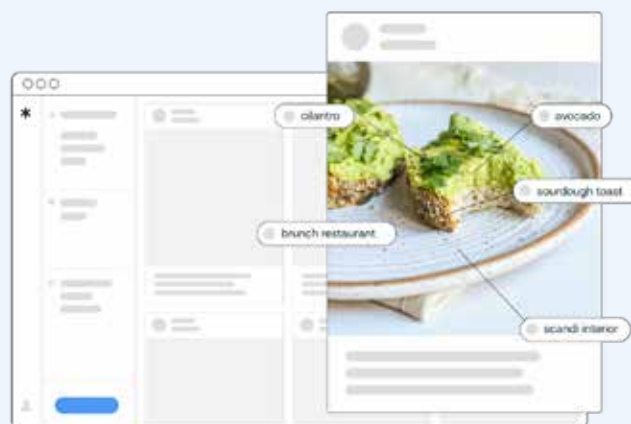 cilantro
avocado
sourdough toast
brunch restaurant
scandi interior